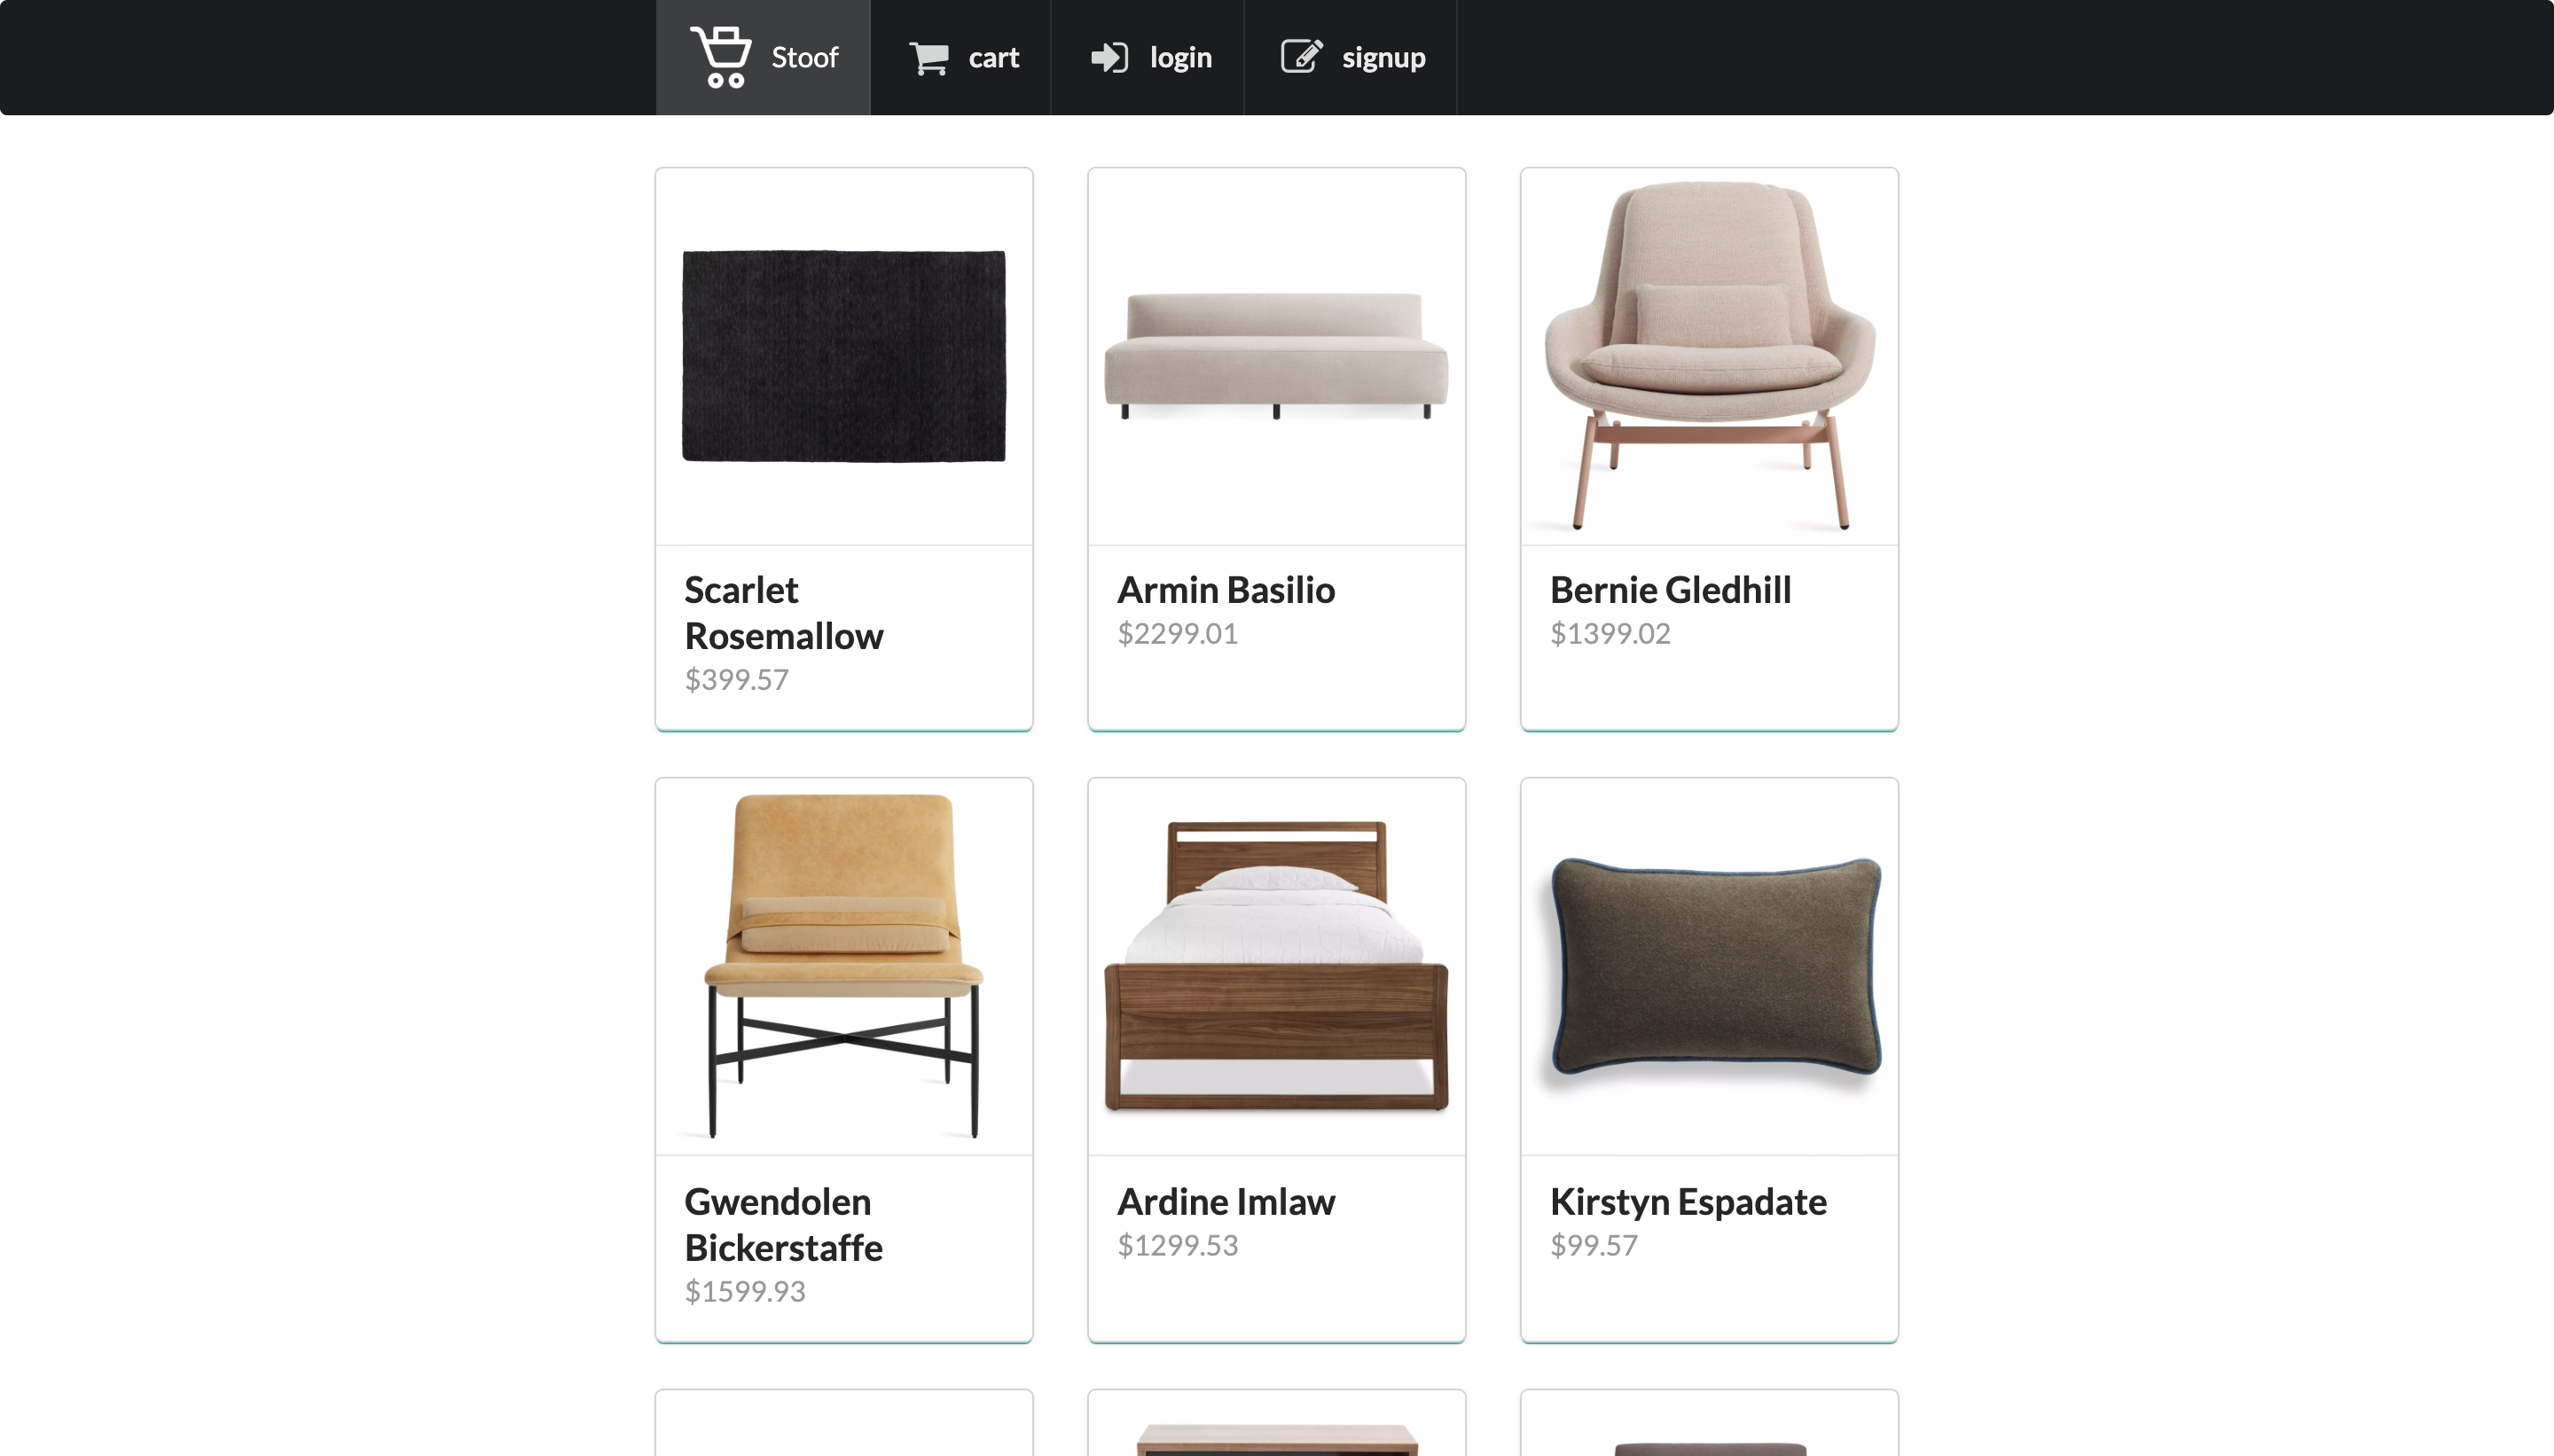 Stoof
cart
login
signup
Scarlet
Rosemallow
$399.57
Armin Basilio
$2299.01
Bernie Gledhill
$1399.02
Gwendolen
Bickerstaffe
$1599.93
Ardine Imlaw
$1299.53
Kirstyn Espadate
$99.57